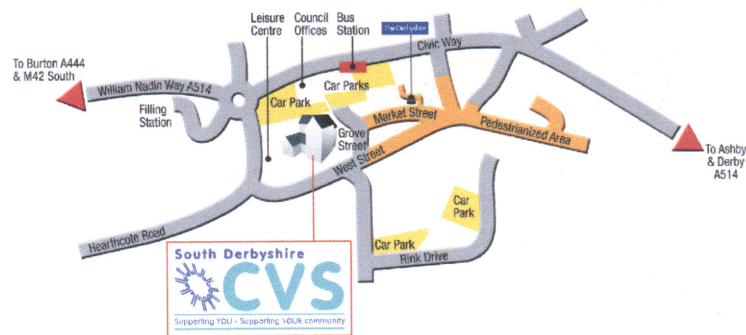 Leisure
Centre
Council
Offices
Bus
Station
The Derbyshire
Civic Way
To Burton A444
& M42 South
William Nadin Way A514
Filling
Station
Car Park
Car Parks
Market Street
Grove
Street
Pedestrianized Area
West Street
To Ashby
& Derby
A514
Hearthcote Road
Car
Park
Car Park
Rink Drive
South Derbyshire
CVS
Supporting YOU - Supporting YOUR community